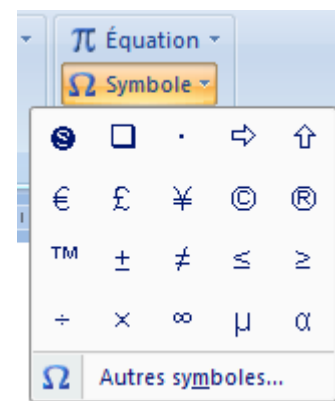 π Équation
Ω Symbole
€ £ ¥ © ®
™ ± ≠ ≤ ≥
÷ × ∞ µ α
Ω Autres symboles...